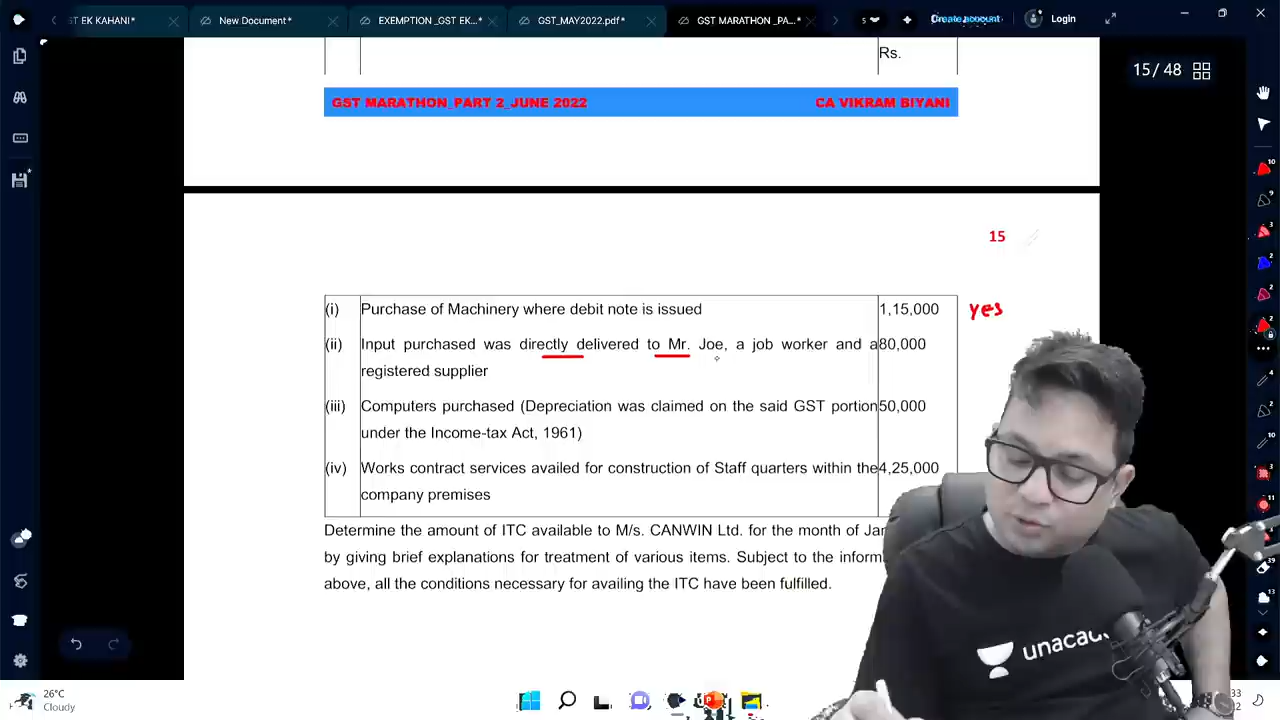 ST EK KAHANI*
New Document*
EXEMPTION _GST EK...*
GST_MAY2022.pdf*
GST MARATHON _PA...*
5
Create account
Login
Rs.
15/ 48
GST MARATHON_PART 2_JUNE 2022 CA VIKRAM BIYANI
15
(i) Purchase of Machinery where debit note is issued 1,15,000 yes
(ii) Input purchased was directly delivered to Mr. Joe, a job worker and a 80,000
registered supplier
(iii) Computers purchased (Depreciation was claimed on the said GST portion 50,000
under the Income-tax Act, 1961)
(iv) Works contract services availed for construction of Staff quarters within the 4,25,000
company premises
Determine the amount of ITC available to M/s. CANWIN Ltd. for the month of
by giving brief explanations for treatment of various items. Subject to the
above, all the conditions necessary for availing the ITC have been fulfilled.
26°C
Cloudy